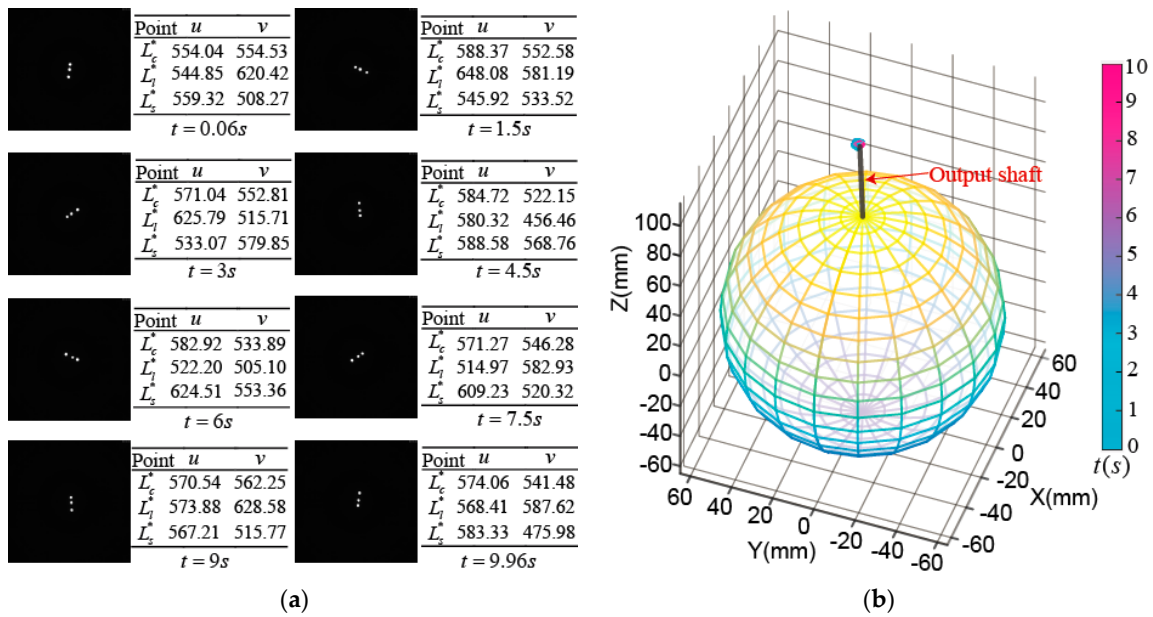 Point u v
L*c 554.04 554.53
L*l 544.85 620.42
L*s 559.32 508.27
t = 0.06s
Point u v
L*c 588.37 552.58
L*l 648.08 581.19
L*s 545.92 533.52
t = 1.5s
Point u v
L*c 571.04 552.81
L*l 625.79 515.71
L*s 533.07 579.85
t = 3s
Point u v
L*c 584.72 522.15
L*l 580.32 456.46
L*s 588.58 568.76
t = 4.5s
Point u v
L*c 582.92 533.89
L*l 522.20 505.10
L*s 624.51 553.36
t = 6s
Point u v
L*c 571.27 546.28
L*l 514.97 582.93
L*s 609.23 520.32
t = 7.5s
Point u v
L*c 570.54 562.25
L*l 573.88 628.58
L*s 567.21 515.77
t = 9s
Point u v
L*c 574.06 541.48
L*l 568.41 587.62
L*s 583.33 475.98
t = 9.96s
(a)
Output shaft
Z(mm)
100
80
60
40
20
0
-20
-40
-60
60
40
20
0
-20
-40
-60
Y(mm)
60
40
20
0
-20
-40
-60
X(mm)
10
9
8
7
6
5
4
3
2
1
0
t(s)
(b)